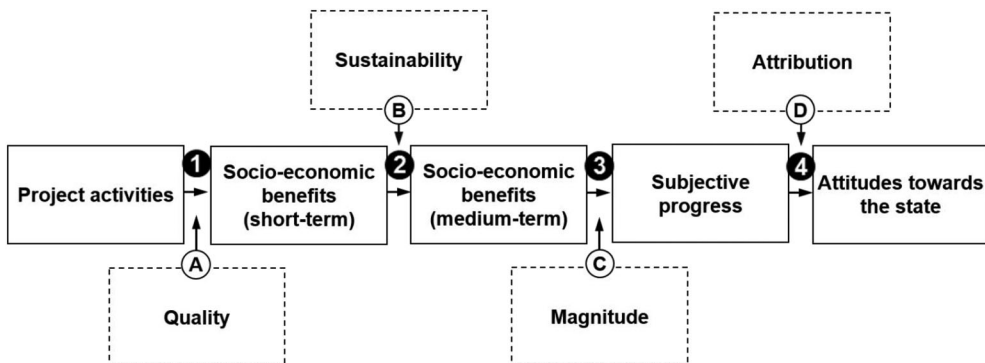 Sustainability
Attribution
B
D
1
2
3
4
Project activities
Socio-economic
benefits
(short-term)
Socio-economic
benefits
(medium-term)
Subjective
progress
Attitudes towards
the state
A
C
Quality
Magnitude